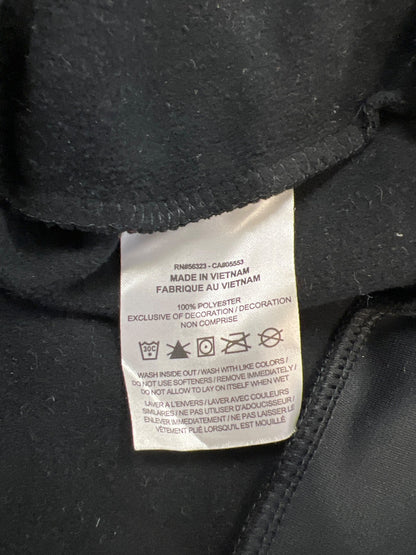 RN#56323 - CA#05553
MADE IN VIETNAM
FABRIQUE AU VIETNAM
100% POLYESTER
EXCLUSIVE OF DECORATION / DECORATION
NON COMPRISE
30C
WASH INSIDE OUT / WASH WITH LIKE COLORS /
DO NOT USE SOFTENERS / REMOVE IMMEDIATELY /
DO NOT ALLOW TO LAY ON ITSELF WHEN WET
LAVER A L'ENVERS / LAVER AVEC COULEURS
SIMILAIRES / NE PAS UTILISER D'ADOUCISSEUR/
ENLEVER IMMEDIATEMENT / NE PAS LAISSER LE
VÊTIR PLIÉ LORSQU'IL EST MOUILLÉ